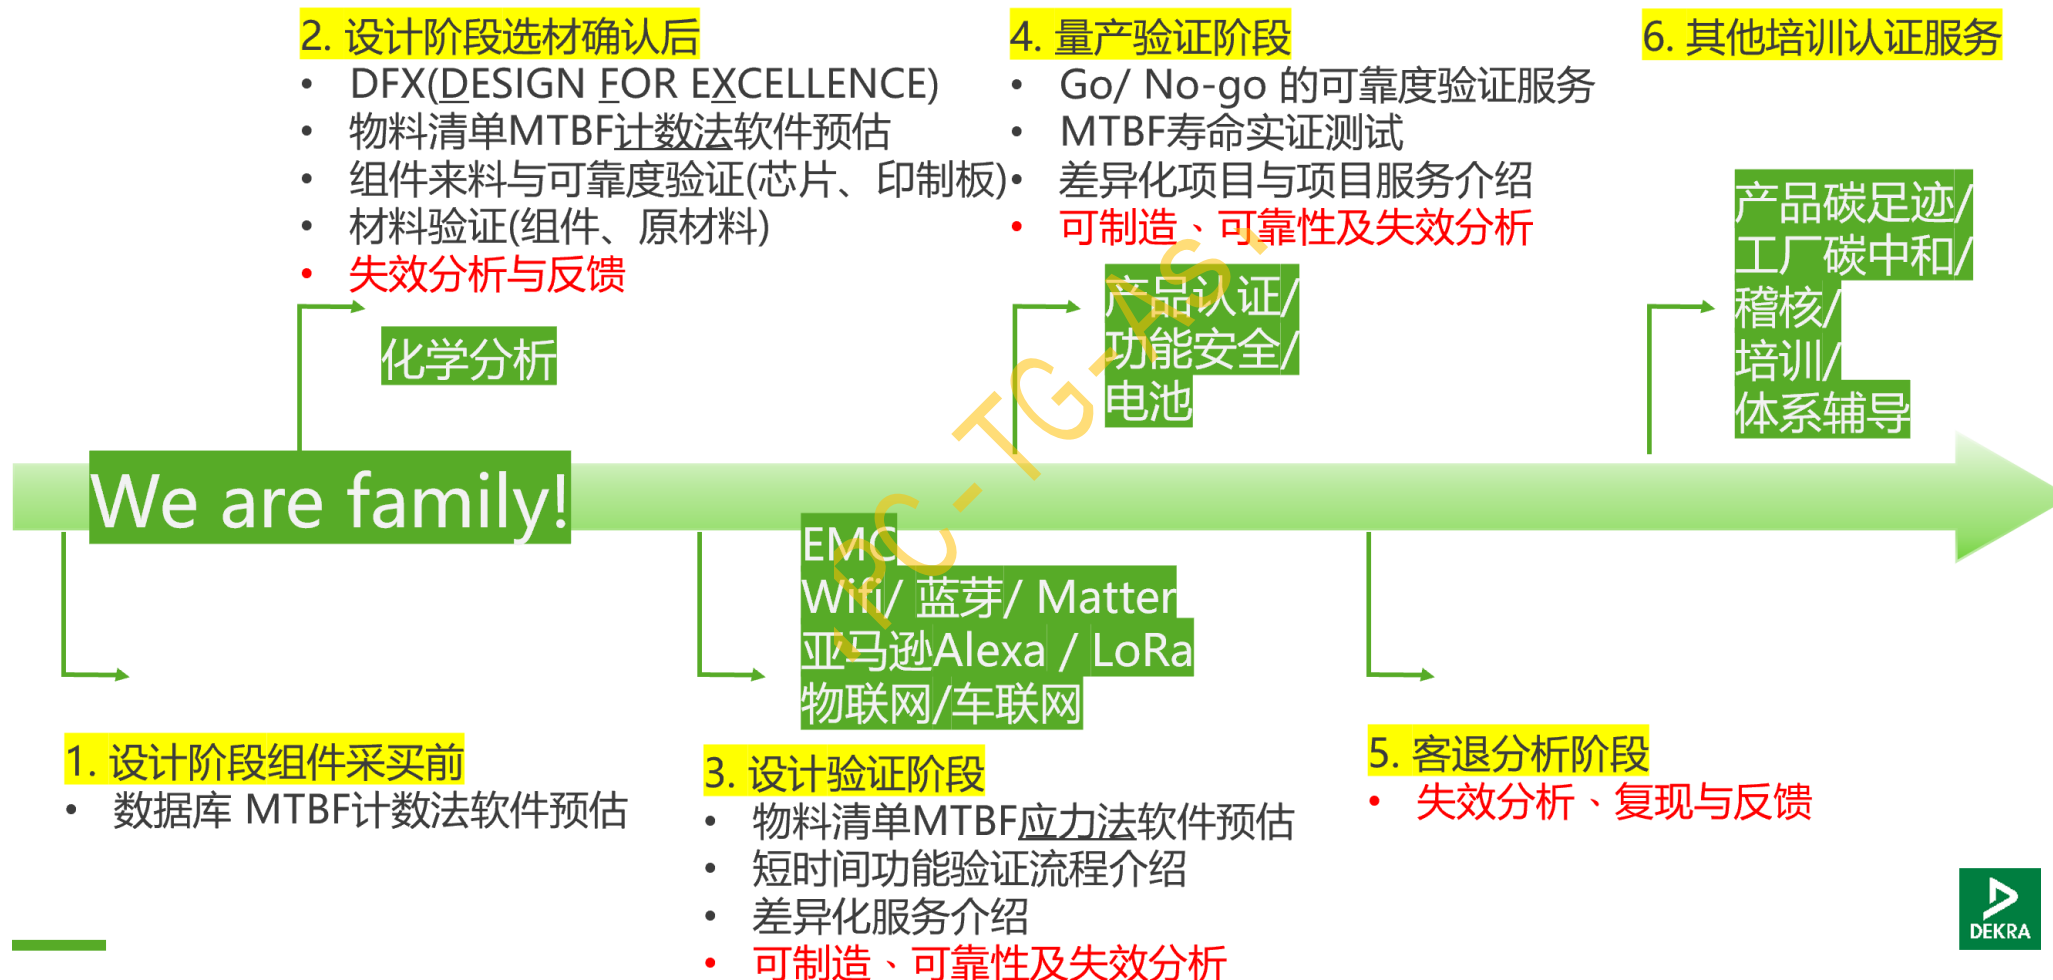 2. 设计阶段选材确认后
• DFX(DESIGN FOR EXCELLENCE)
• 物料清单MTBF计数法软件预估
• 组件来料与可靠度验证(芯片、印制板)
• 材料验证(组件、原材料)
• 失效分析与反馈
化学分析
4. 量产验证阶段
• Go/ No-go 的可靠度验证服务
• MTBF寿命实证测试
• 差异化项目与项目服务介绍
• 可制造、可靠性及失效分析
产品认证/
功能安全/
电池
6. 其他培训认证服务
产品碳足迹/
工厂碳中和/
稽核/
培训/
体系辅导
We are family!
1. 设计阶段组件采买前
• 数据库 MTBF计数法软件预估
EMC
Wifi/ 蓝芽/ Matter
亚马逊Alexa / LoRa
物联网/车联网
3. 设计验证阶段
• 物料清单MTBF应力法软件预估
• 短时间功能验证流程介绍
• 差异化服务介绍
• 可制造、可靠性及失效分析
5. 客退分析阶段
• 失效分析、复现与反馈
DEKRA